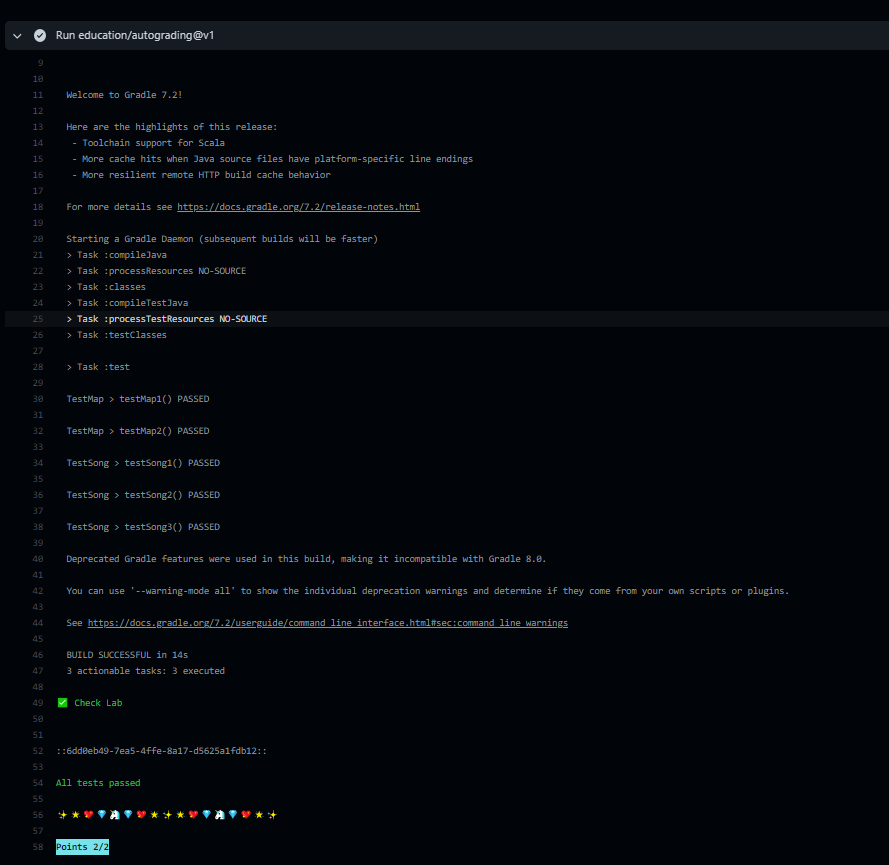 Run education/autograding@v1
9
10
11 Welcome to Gradle 7.2!
12
13 Here are the highlights of this release:
14 - Toolchain support for Scala
15 - More cache hits when Java source files have platform-specific line endings
16 - More resilient remote HTTP build cache behavior
17
18 For more details see https://docs.gradle.org/7.2/release-notes.html
19
20 Starting a Gradle Daemon (subsequent builds will be faster)
21 > Task :compileJava
22 > Task :processResources NO-SOURCE
23 > Task :classes
24 > Task :compileTestJava
25 > Task :processTestResources NO-SOURCE
26 > Task :testClasses
27
28 > Task :test
29
30 TestMap > testMap1() PASSED
31
32 TestMap > testMap2() PASSED
33
34 TestSong > testSong1() PASSED
35
36 TestSong > testSong2() PASSED
37
38 TestSong > testSong3() PASSED
39
40 Deprecated Gradle features were used in this build, making it incompatible with Gradle 8.0.
41
42 You can use '--warning-mode all' to show the individual deprecation warnings and determine if they come from your own scripts or plugins.
43
44 See https://docs.gradle.org/7.2/userguide/command_line_interface.html#sec:command_line_warnings
45
46 BUILD SUCCESSFUL in 14s
47 3 actionable tasks: 3 executed
48
49 ✅ Check Lab
50
51
52 ::6dd0eb49-7ea5-4ffe-8a17-d5625a1fdb12::
53
54 All tests passed
55
56 ✨⭐💖💎🦄💎💖⭐✨⭐💖💎🦄💎💖⭐✨
57
58 Points 2/2